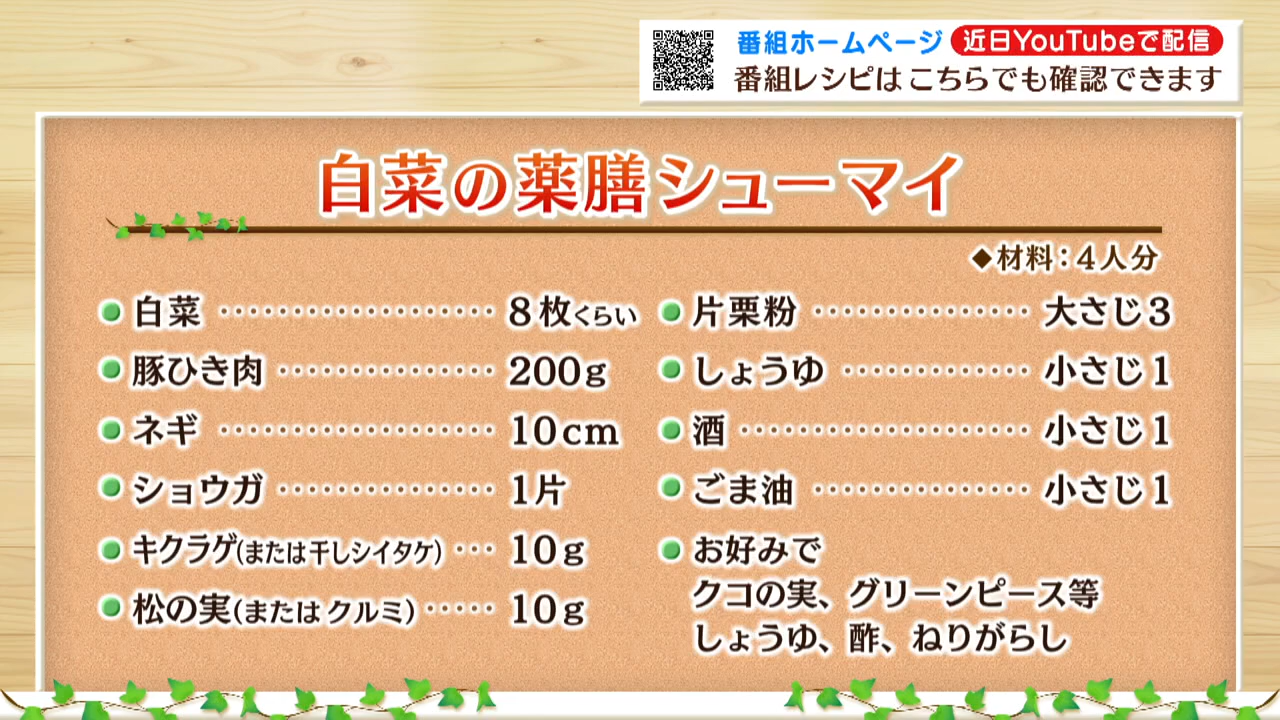 番組ホームページ 近日YouTubeで配信
番組レシピはこちらでも確認できます
白菜の薬膳シューマイ
◆材料：4人分
白菜 ……………… 8枚くらい
豚ひき肉 ……………… 200g
ネギ ……………… 10cm
ショウガ ……………… 1片
キクラゲ(または干しシイタケ) … 10g
松の実(またはクルミ) …… 10g
片栗粉 ……………… 大さじ3
しょうゆ ……………… 小さじ1
酒 ……………… 小さじ1
ごま油 ……………… 小さじ1
お好みで
クコの実、グリーンピース等
しょうゆ、酢、ねりがらし